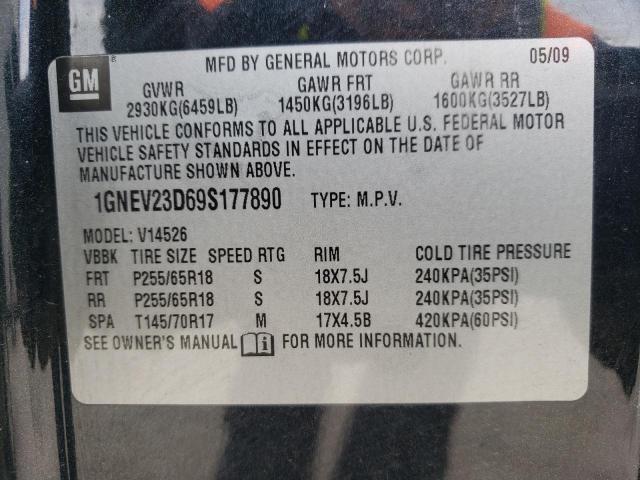 GM ® MFD BY GENERAL MOTORS CORP. 05/09
GVWR GAWR FRT GAWR RR
2930KG(6459LB) 1450KG(3196LB) 1600KG(3527LB)
THIS VEHICLE CONFORMS TO ALL APPLICABLE U.S. FEDERAL MOTOR
VEHICLE SAFETY STANDARDS IN EFFECT ON THE DATE OF
MANUFACTURE SHOWN ABOVE.
1GNEV23D69S177890 TYPE: M.P.V.
MODEL: V14526
VBBK TIRE SIZE SPEED RTG RIM COLD TIRE PRESSURE
FRT P255/65R18 S 18X7.5J 240KPA(35PSI)
RR P255/65R18 S 18X7.5J 240KPA(35PSI)
SPA T145/70R17 M 17X4.5B 420KPA(60PSI)
SEE OWNER'S MANUAL i FOR MORE INFORMATION.